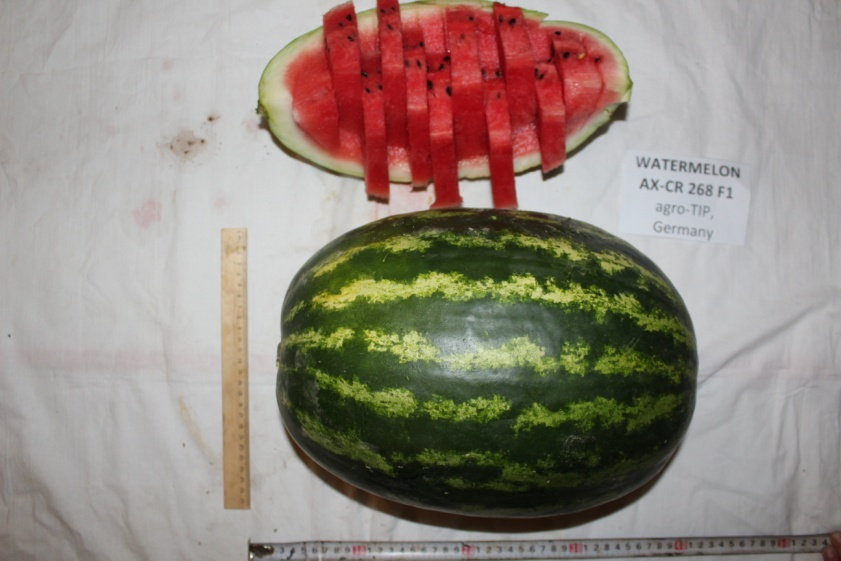 WATERMELON
AX-CR 268 F1
agro-TIP,
Germany